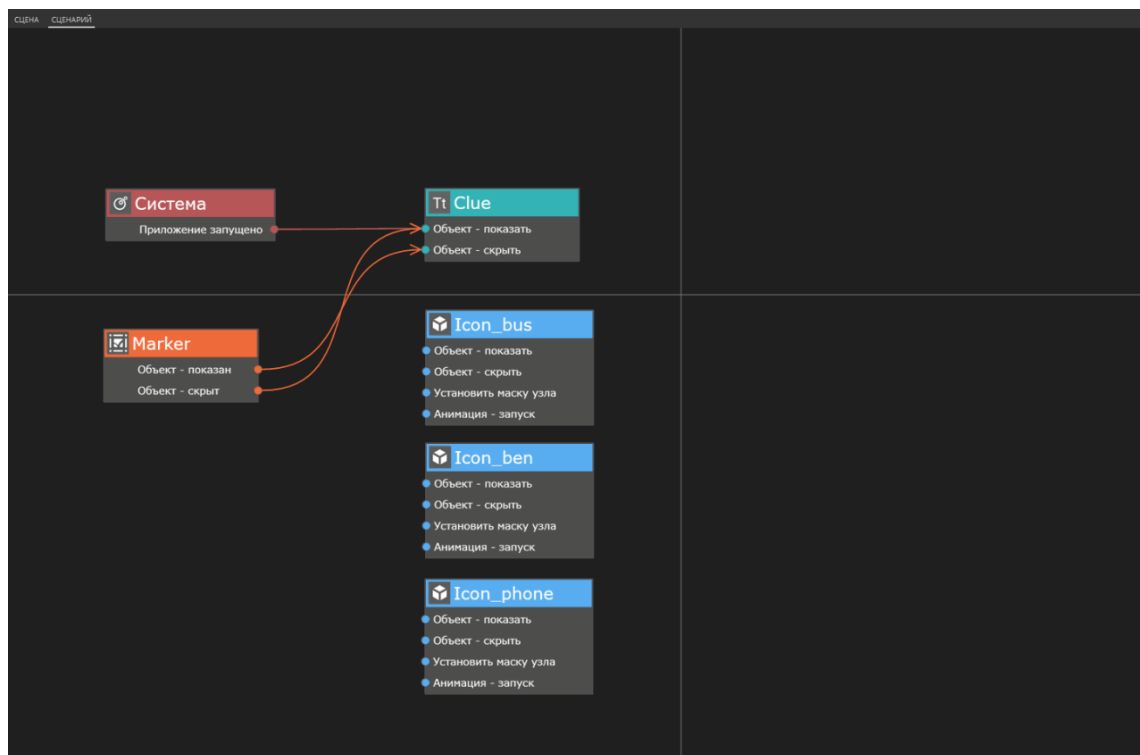 СЦЕНА СЦЕНАРИЙ
Система
Приложение запущено
Tt Clue
Объект - показать
Объект - скрыть
Marker
Объект - показан
Объект - скрыт
Icon_bus
Объект - показать
Объект - скрыть
Установить маску узла
Анимация - запуск
Icon_ben
Объект - показать
Объект - скрыть
Установить маску узла
Анимация - запуск
Icon_phone
Объект - показать
Объект - скрыть
Установить маску узла
Анимация - запуск